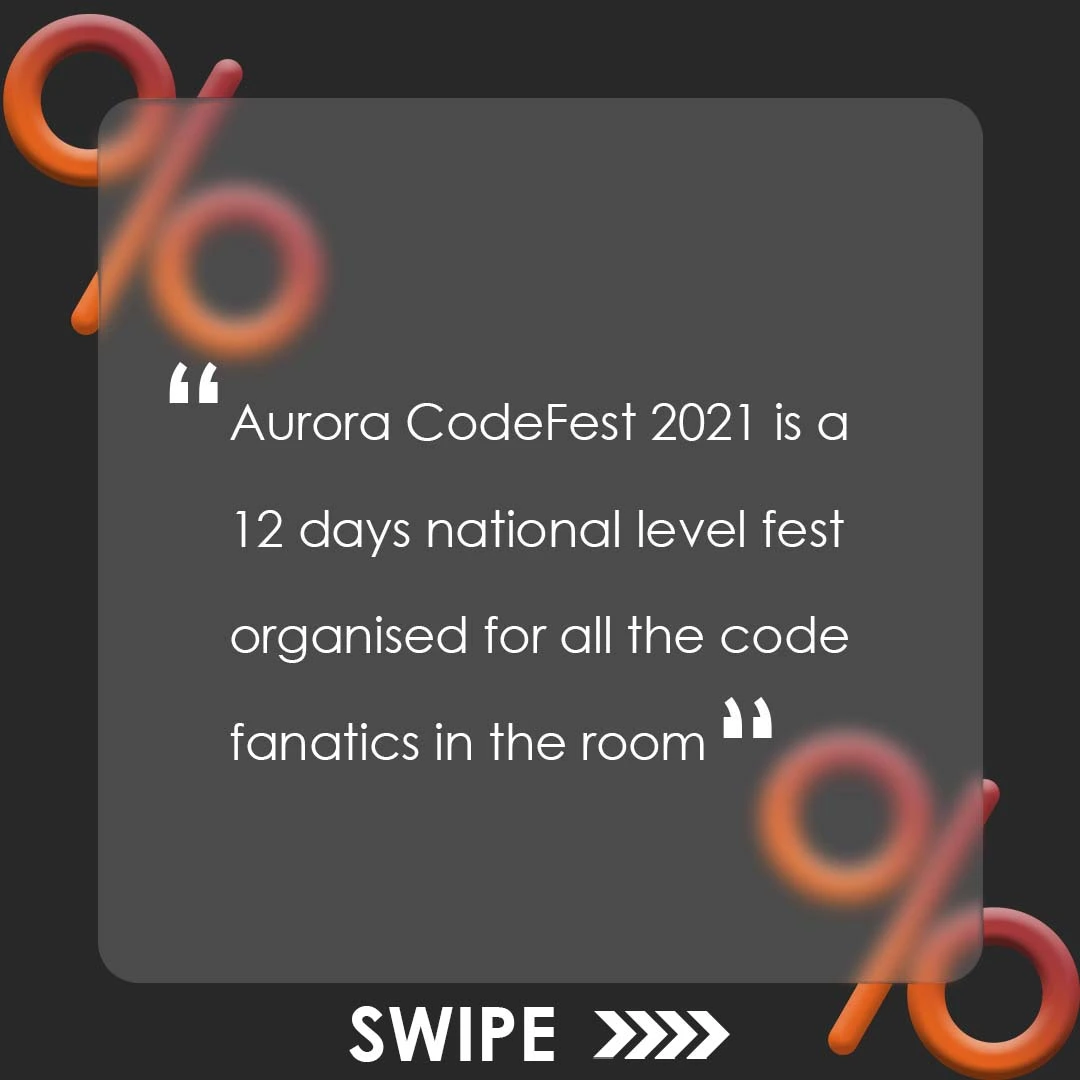 “Aurora CodeFest 2021 is a
12 days national level fest
organised for all the code
fanatics in the room”
SWIPE